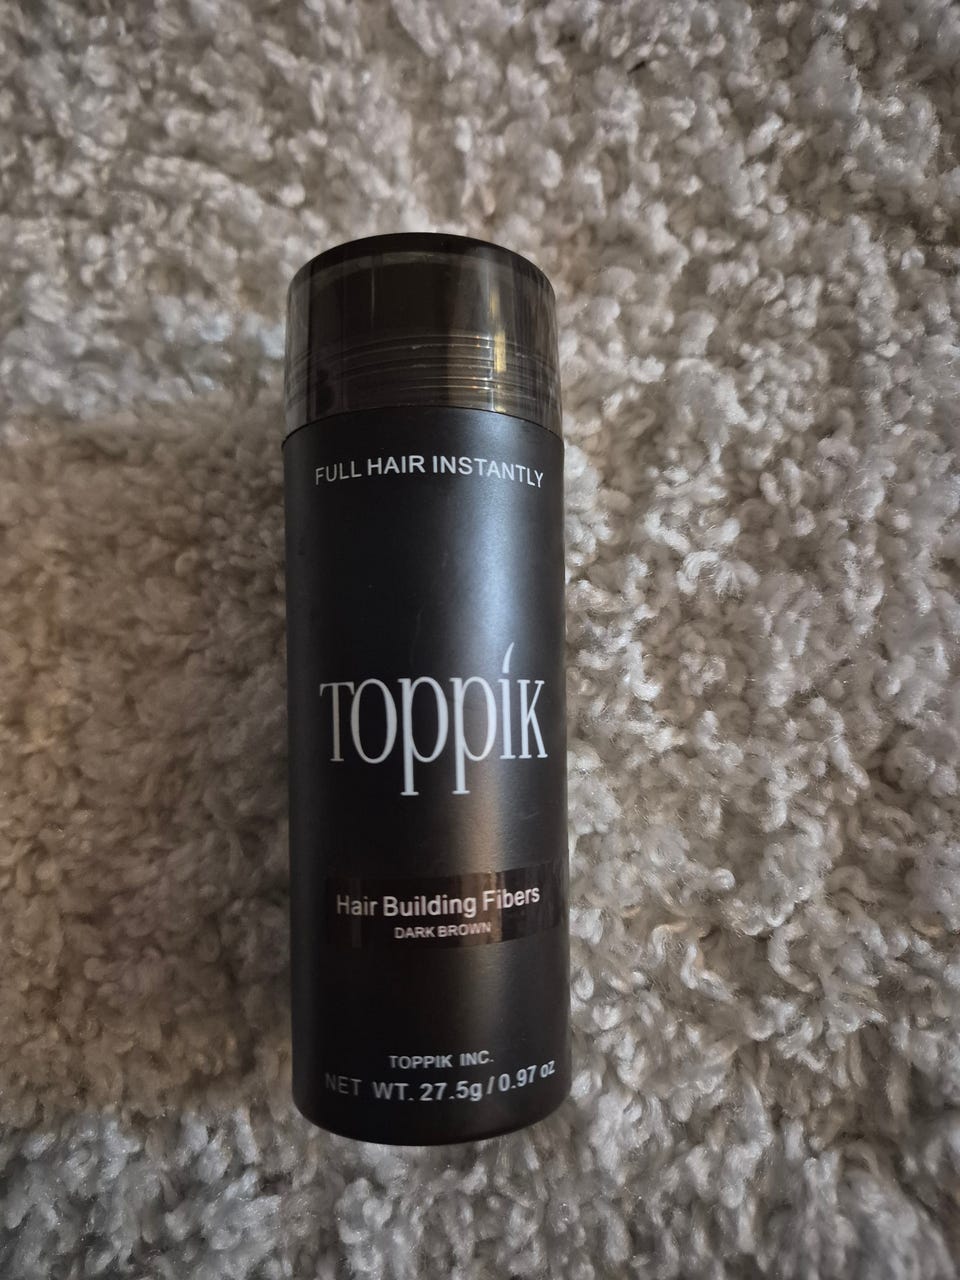 FULL HAIR INSTANTLY
Toppik
Hair Building Fibers
DARK BROWN
TOPPIK INC.
NET WT. 27.5g/0.97 oz